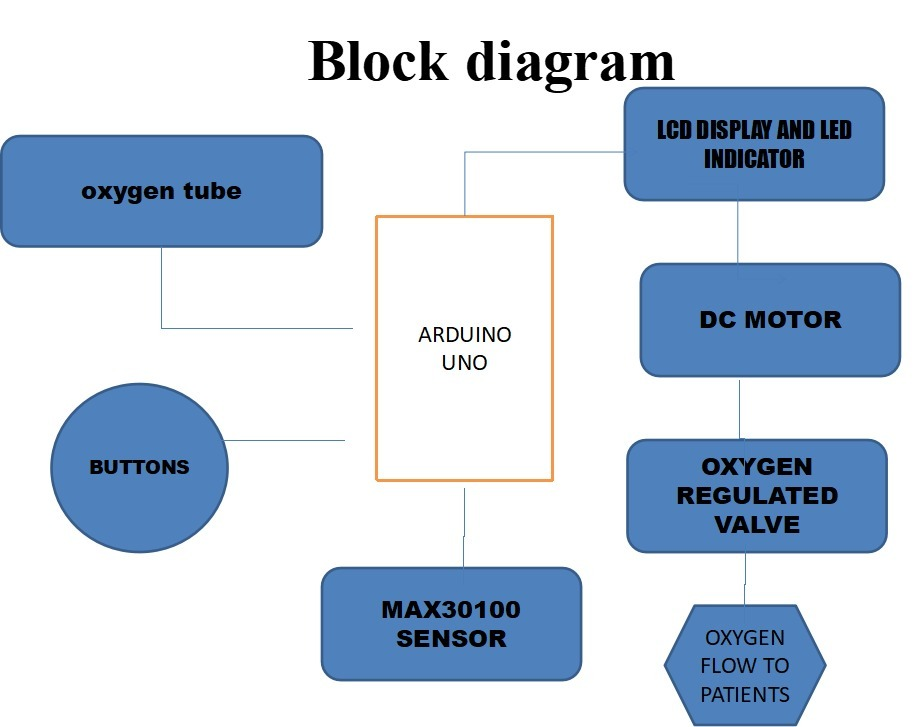 Block diagram
LCD DISPLAY AND LED
INDICATOR
oxygen tube
ARDUINO
UNO
DC MOTOR
BUTTONS
OXYGEN
REGULATED
VALVE
MAX30100
SENSOR
OXYGEN
FLOW TO
PATIENTS